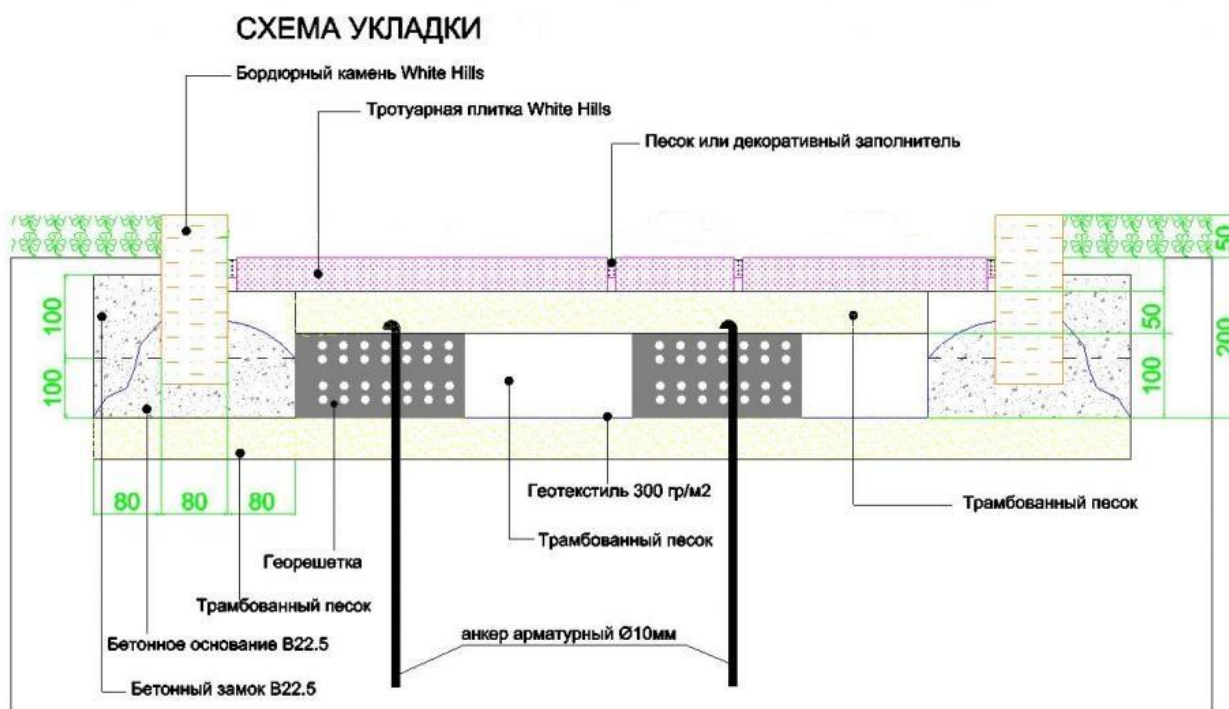 СХЕМА УКЛАДКИ
Бордюрный камень White Hills
Тротуарная плитка White Hills
Песок или декоративный заполнитель
50
100
50
200
100
100
100
80 80 80
Геотекстиль 300 гр/м2
Трамбованный песок
Трамбованный песок
Георешетка
Трамбованный песок
Бетонное основание В22.5
анкер арматурный Ø10мм
Бетонный замок В22.5